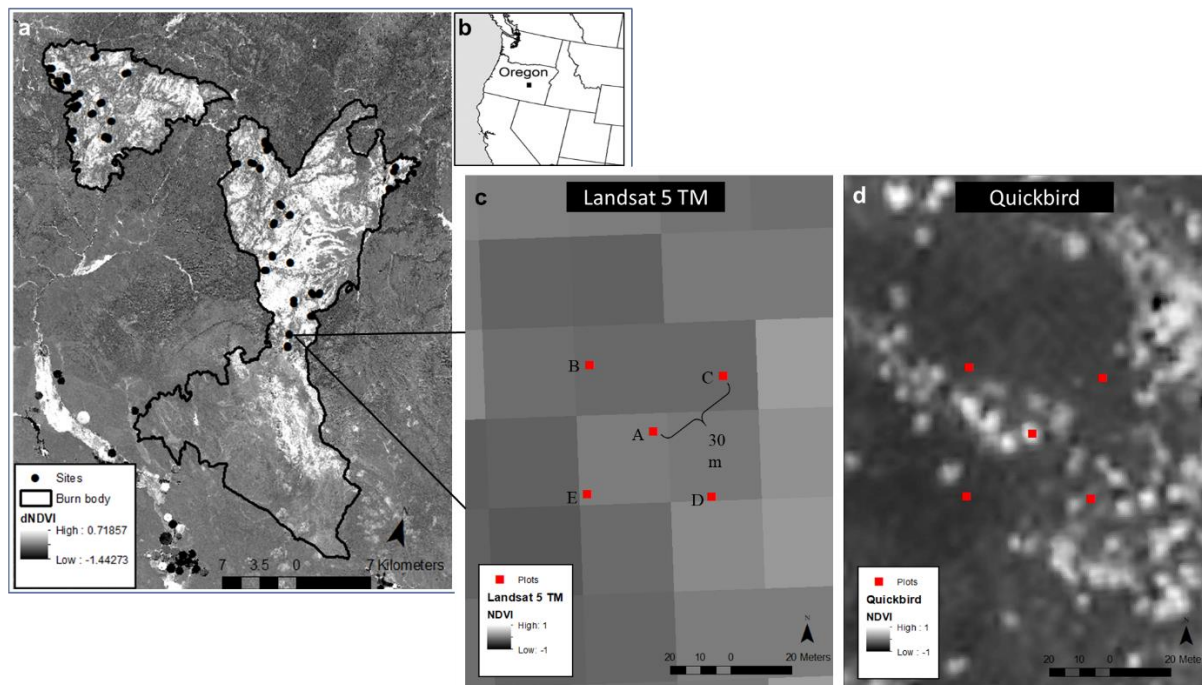 a
Sites
Burn body
dNDVI
High : 0.71857
Low : -1.44273
N
7 3.5 0 7 Kilometers
b
Oregon
c
Landsat 5 TM
B
C
A
30
m
E
D
Plots
Landsat 5 TM
NDVI
High: 1
Low: -1
N
20 10 0 20 Meters
d
Quickbird
Plots
Quickbird
NDVI
High: 1
Low: -1
N
20 10 0 20 Mete